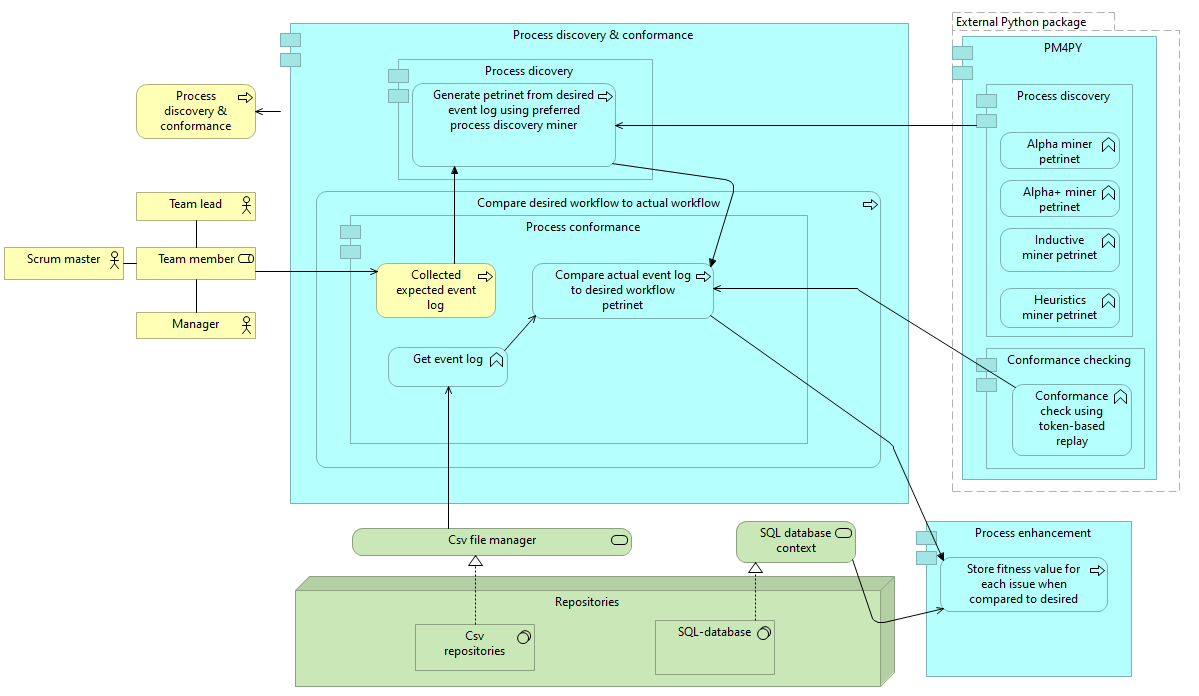 External Python package
Process discovery & conformance
PM4PY
Process dicovery
Process discovery
Process
discovery &
conformance
Generate petrinet from desired
event log using preferred
process discovery miner
Alpha miner
petrinet
Alpha+ miner
petrinet
Inductive
miner petrinet
Heuristics
miner petrinet
Compare desired workflow to actual workflow
Process conformance
Team lead
Scrum master
Team member
Manager
Collected
expected event
log
Compare actual event log
to desired workflow
petrinet
Get event log
Conformance checking
Conformance
check using
token-based
replay
Csv file manager
SQL database
context
Process enhancement
Store fitness value for
each issue when
compared to desired
Repositories
Csv
repositories
SQL-database